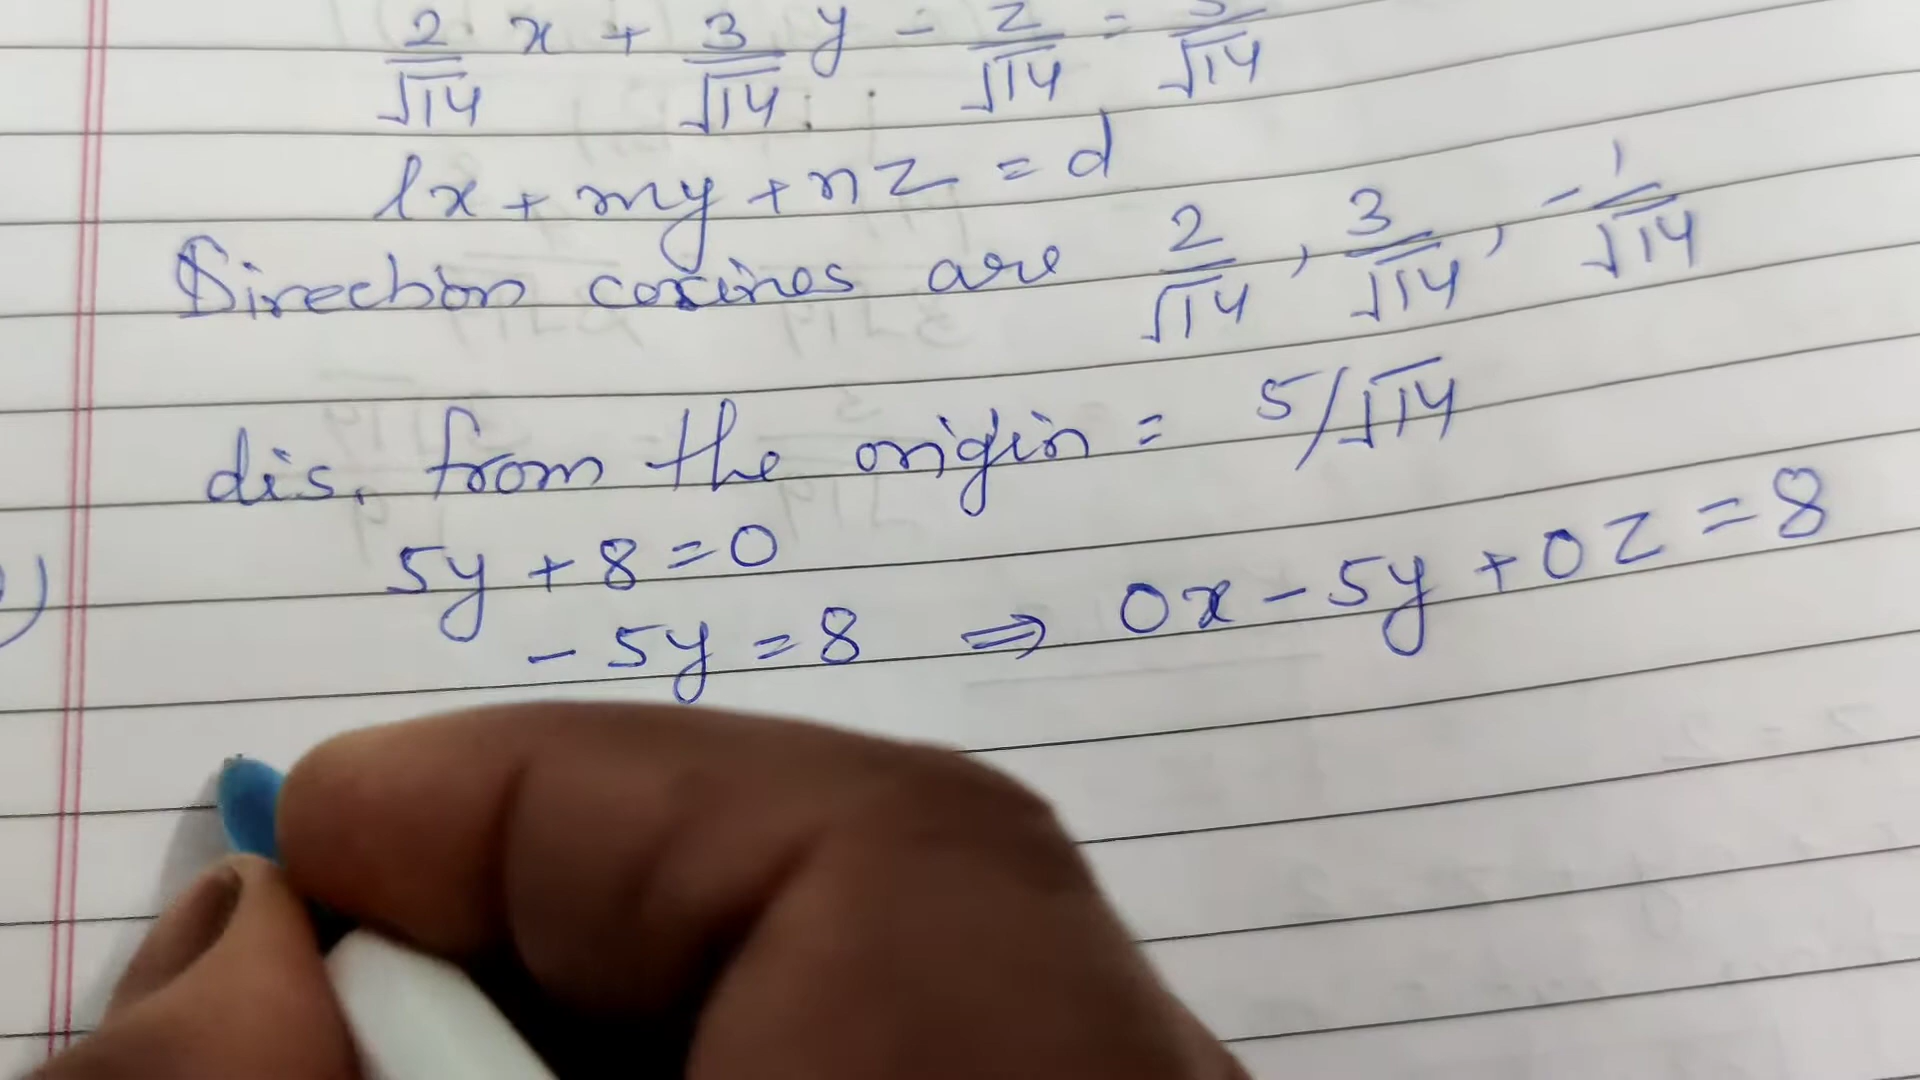 2/√14 x + 3/√14 y - z/√14 = 5/√14
lx + my + nz = d
Direction cosines are 2/√14, 3/√14, -1/√14
dis. from the origin = 5/√14
) 5y + 8 = 0
- 5y = 8 ⇒ 0x - 5y + 0z = 8